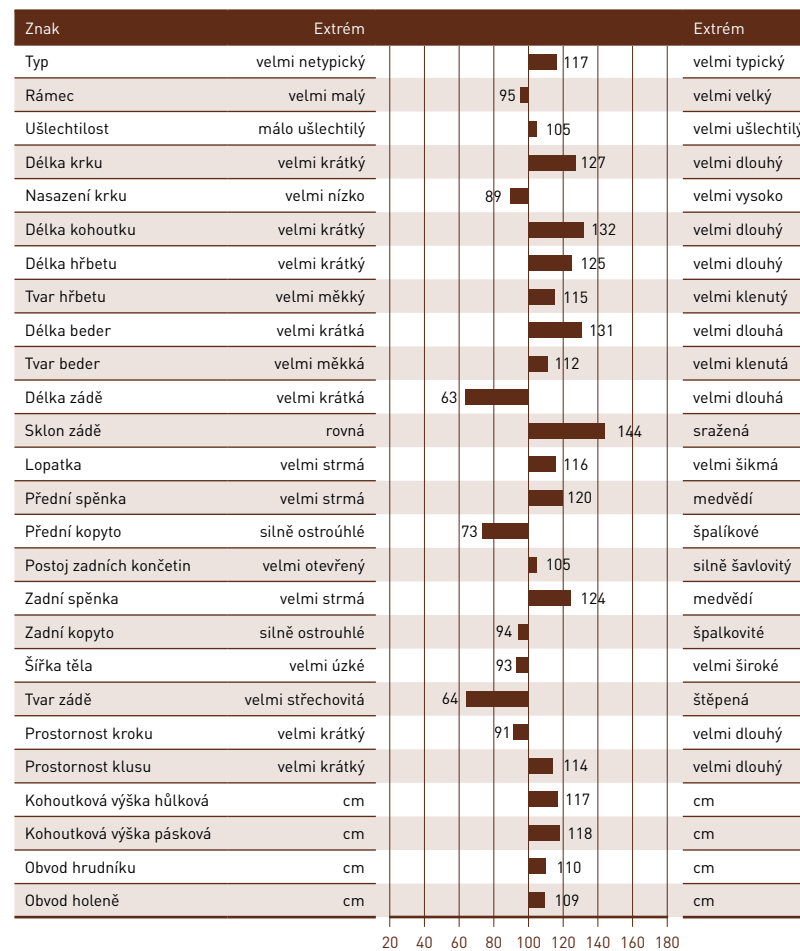 Znak Extrém Extrém
Typ velmi netypický 117 velmi typický
Rámec velmi malý 95 velmi velký
Ušlechtilost málo ušlechtilý 105 velmi ušlechtilý
Délka krku velmi krátký 127 velmi dlouhý
Nasazení krku velmi nízko 89 velmi vysoko
Délka kohoutku velmi krátký 132 velmi dlouhý
Délka hřbetu velmi krátký 125 velmi dlouhý
Tvar hřbetu velmi měkký 115 velmi klenutý
Délka beder velmi krátká 131 velmi dlouhá
Tvar beder velmi měkká 112 velmi klenutá
Délka zádě velmi krátká 63 velmi dlouhá
Sklon zádě rovná 144 sražená
Lopatka velmi strmá 116 velmi šikmá
Přední spěnka velmi strmá 120 medvědí
Přední kopyto silně ostroúhlé 73 špalíkové
Postoj zadních končetin velmi otevřený 105 silně šavlovitý
Zadní spěnka velmi strmá 124 medvědí
Zadní kopyto silně ostrouhlé 94 špalkovité
Šířka těla velmi úzké 93 velmi široké
Tvar zádě velmi střechovitá 64 štěpená
Prostornost kroku velmi krátký 91 velmi dlouhý
Prostornost klusu velmi krátký 114 velmi dlouhý
Kohoutková výška hůlková cm 117 cm
Kohoutková výška pásková cm 118 cm
Obvod hrudníku cm 110 cm
Obvod holeně cm 109 cm
20 40 60 80 100 120 140 160 180